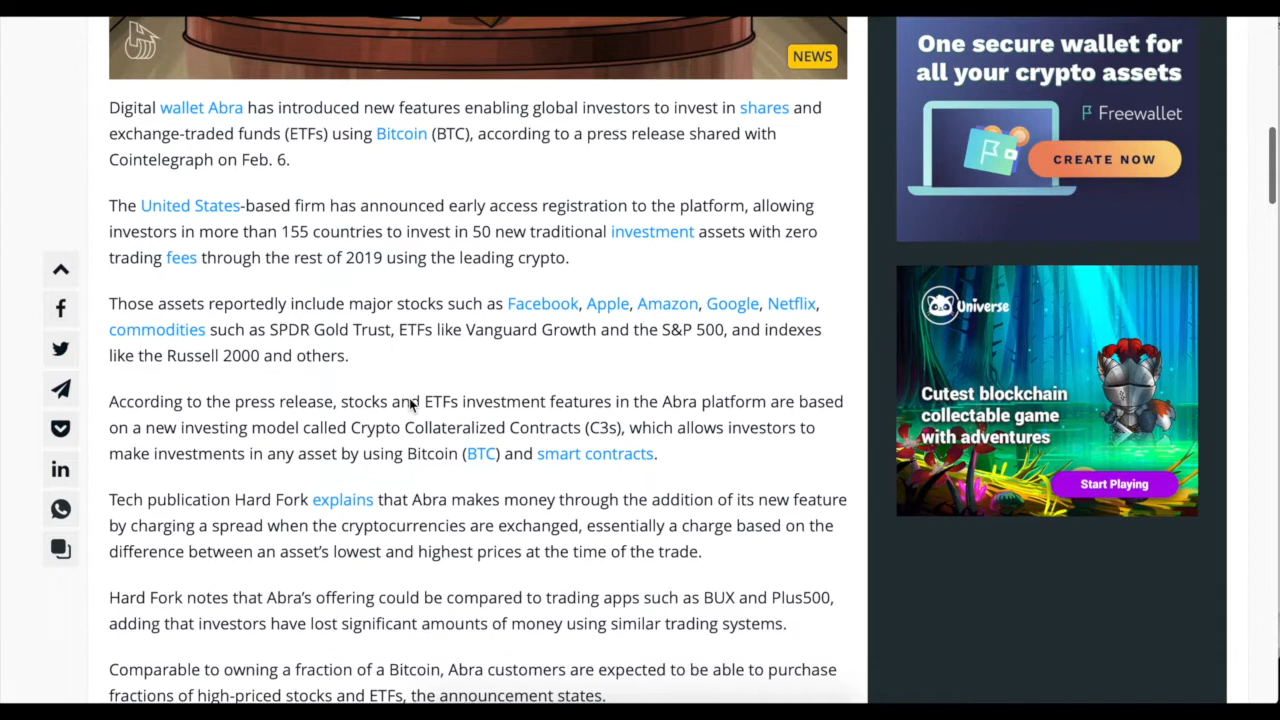 NEWS
Digital wallet Abra has introduced new features enabling global investors to invest in shares and
exchange-traded funds (ETFs) using Bitcoin (BTC), according to a press release shared with
Cointelegraph on Feb. 6.
The United States-based firm has announced early access registration to the platform, allowing
investors in more than 155 countries to invest in 50 new traditional investment assets with zero
trading fees through the rest of 2019 using the leading crypto.
Those assets reportedly include major stocks such as Facebook, Apple, Amazon, Google, Netflix,
commodities such as SPDR Gold Trust, ETFs like Vanguard Growth and the S&P 500, and indexes
like the Russell 2000 and others.
According to the press release, stocks and ETFs investment features in the Abra platform are based
on a new investing model called Crypto Collateralized Contracts (C3s), which allows investors to
make investments in any asset by using Bitcoin (BTC) and smart contracts.
Tech publication Hard Fork explains that Abra makes money through the addition of its new feature
by charging a spread when the cryptocurrencies are exchanged, essentially a charge based on the
difference between an asset's lowest and highest prices at the time of the trade.
Hard Fork notes that Abra's offering could be compared to trading apps such as BUX and Plus500,
adding that investors have lost significant amounts of money using similar trading systems.
Comparable to owning a fraction of a Bitcoin, Abra customers are expected to be able to purchase
fractions of high-priced stocks and ETFs, the announcement states.
One secure wallet for
all your crypto assets
Freewallet
CREATE NOW
Universe
Cutest blockchain
collectable game
with adventures
Start Playing